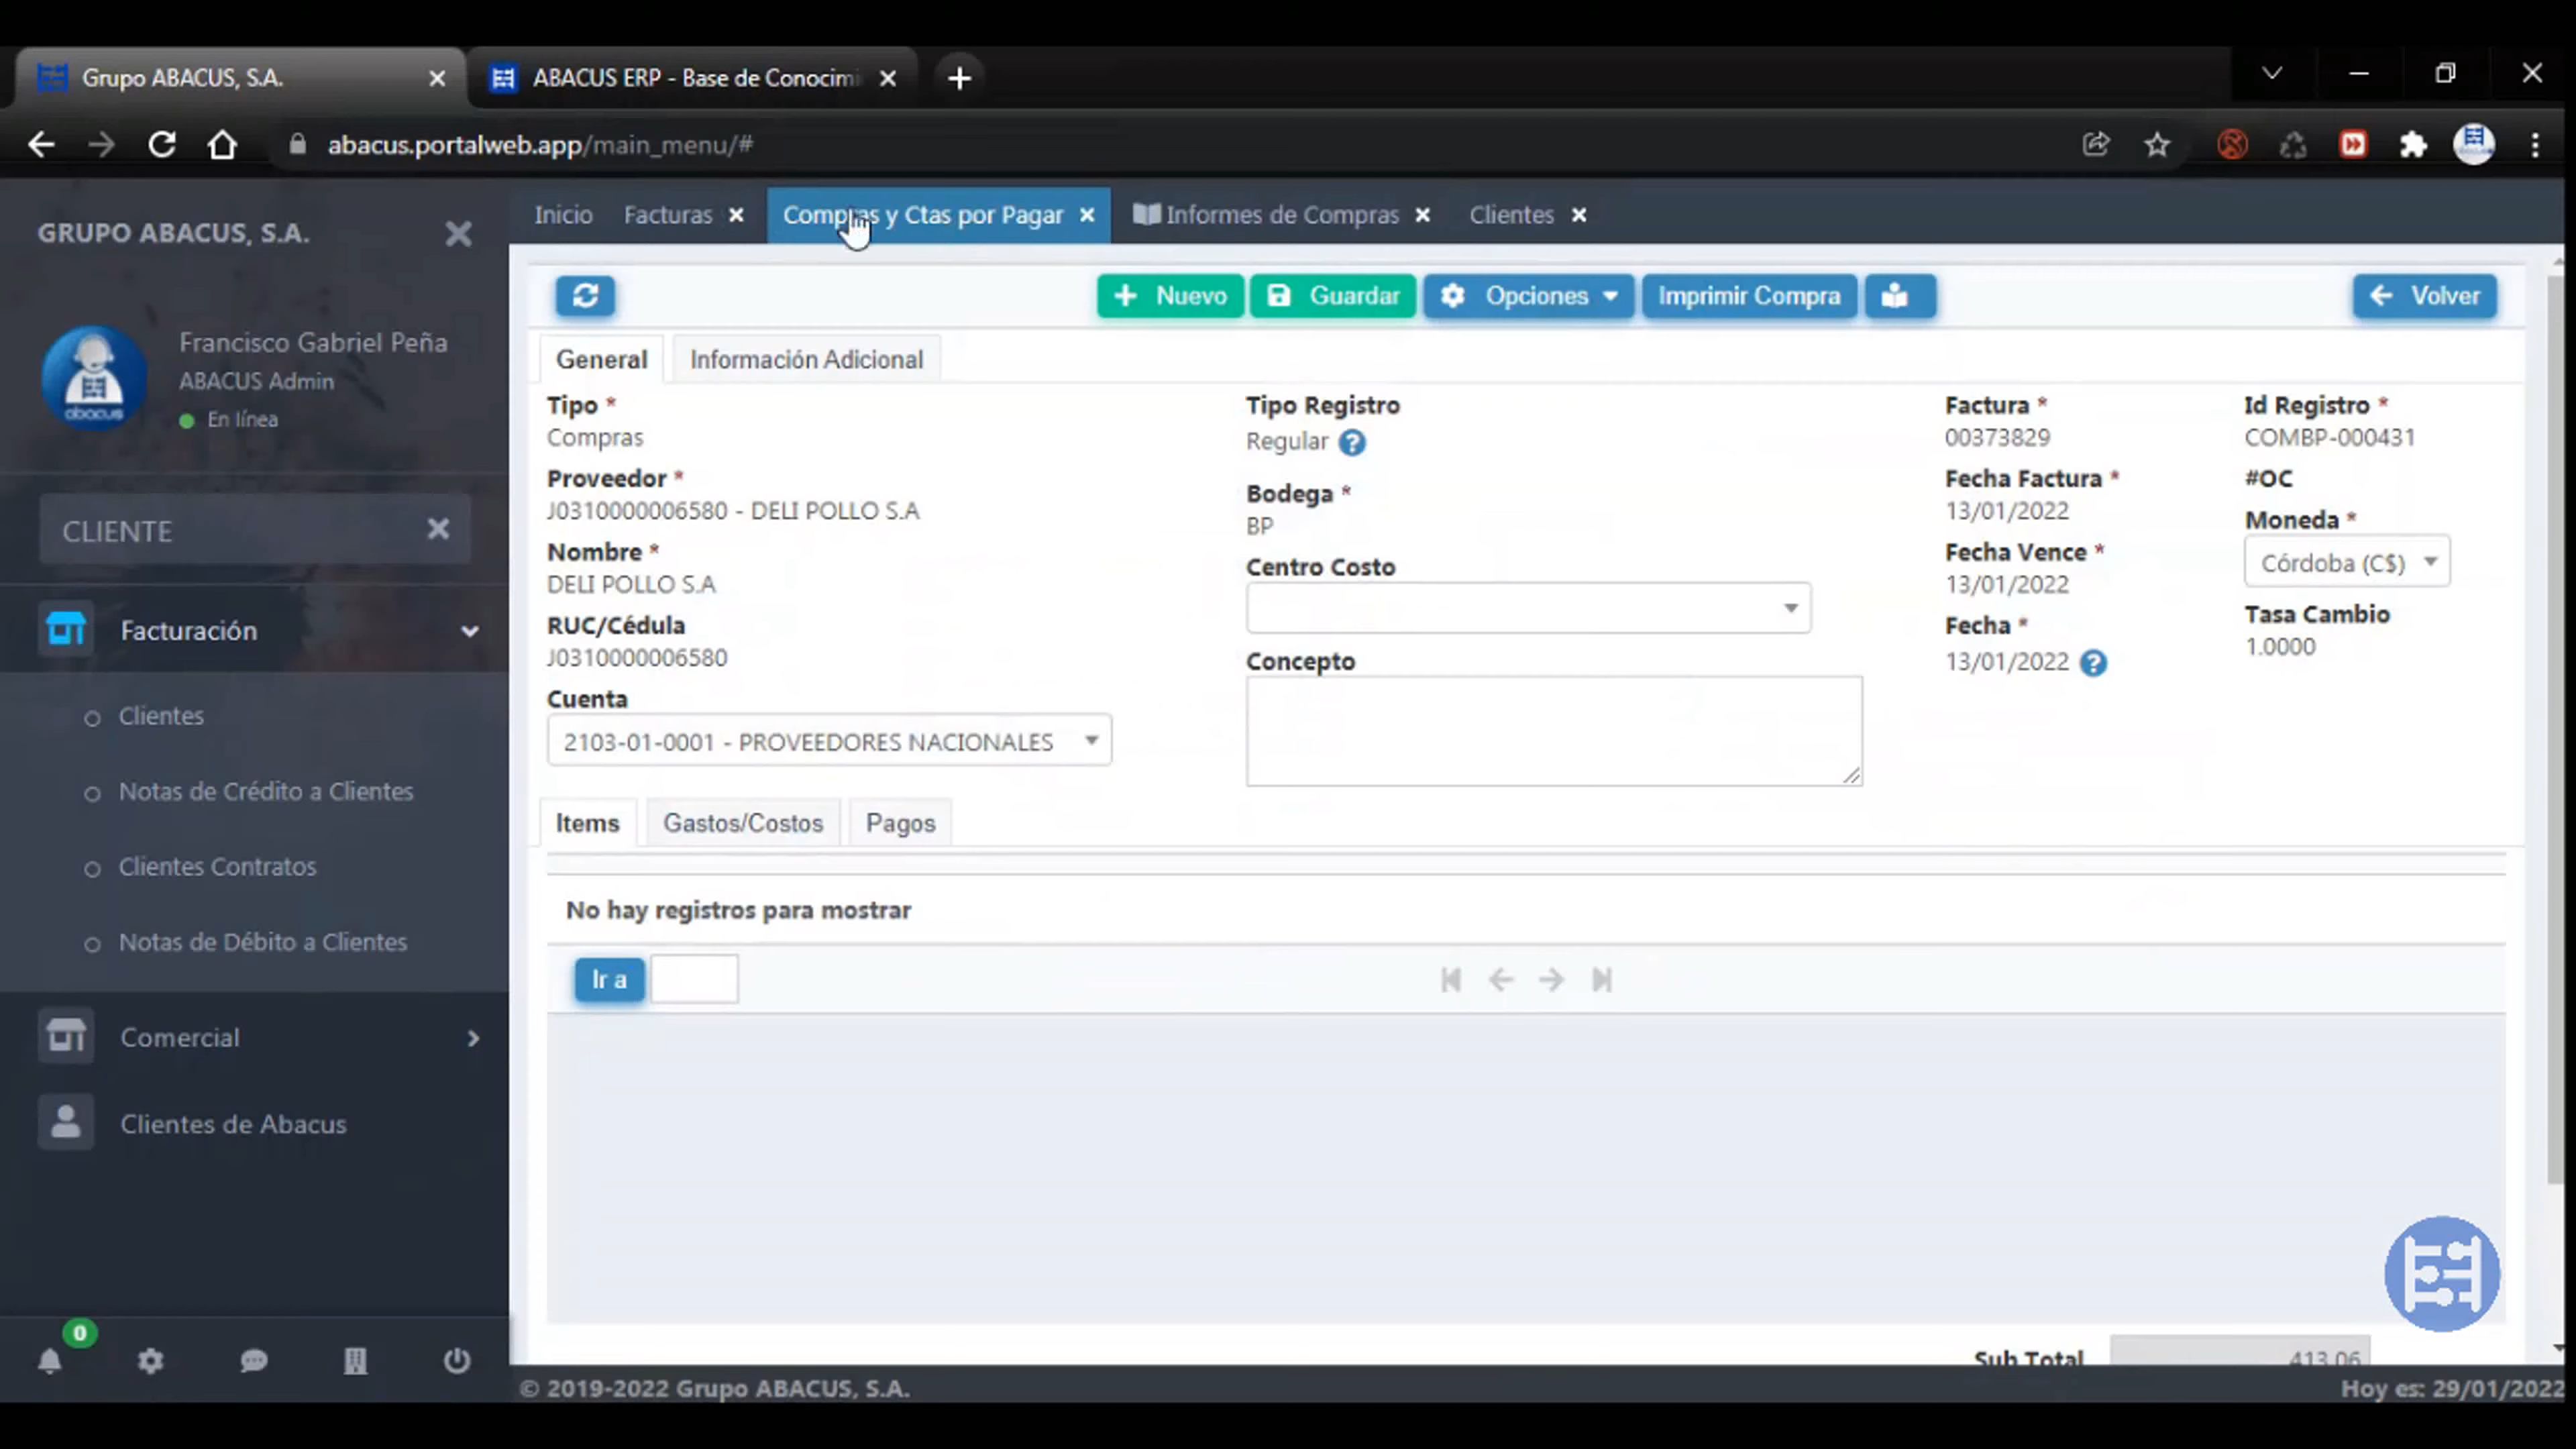 Grupo ABACUS, S.A.
ABACUS ERP - Base de Conocimi
abacus.portalweb.app/main_menu/#
GRUPO ABACUS, S.A.
Inicio
Facturas
Compras y Ctas por Pagar
Informes de Compras
Clientes
Nuevo
Guardar
Opciones
Imprimir Compra
Volver
abacus
Francisco Gabriel Peña
ABACUS Admin
En línea
CLIENTE
Facturación
Clientes
Notas de Crédito a Clientes
Clientes Contratos
Notas de Débito a Clientes
Comercial
Clientes de Abacus
0
General
Información Adicional
Tipo *
Compras
Proveedor *
J0310000006580 - DELI POLLO S.A
Nombre *
DELI POLLO S.A
RUC/Cédula
J0310000006580
Cuenta
2103-01-0001 - PROVEEDORES NACIONALES
Tipo Registro
Regular ?
Bodega *
BP
Centro Costo
Concepto
Factura *
00373829
Fecha Factura *
13/01/2022
Fecha Vence *
13/01/2022
Fecha *
13/01/2022 ?
Id Registro *
COMBP-000431
#OC
Moneda *
Córdoba (C$)
Tasa Cambio
1.0000
Items
Gastos/Costos
Pagos
No hay registros para mostrar
Ir a
Sub Total
413.06
© 2019-2022 Grupo ABACUS, S.A.
Hoy es: 29/01/2022